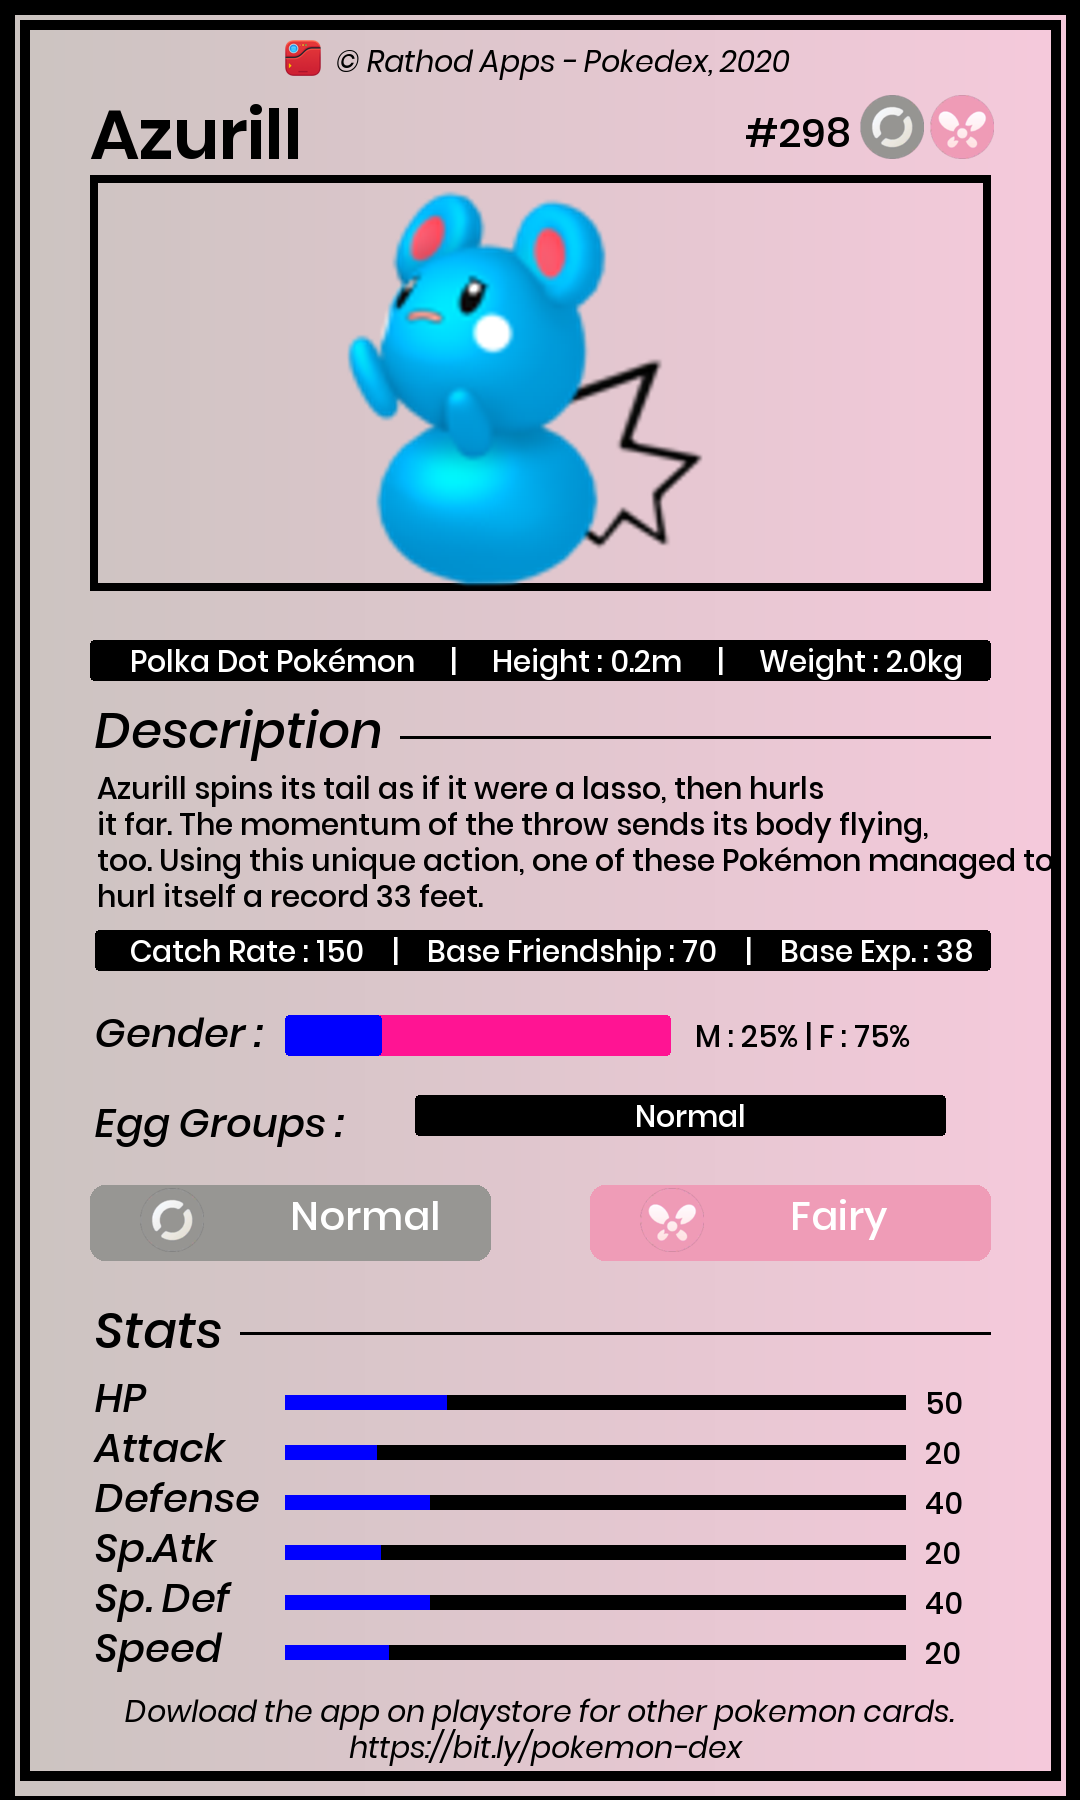 © Rathod Apps - Pokedex, 2020
Azurill
#298
Polka Dot Pokémon | Height : 0.2m | Weight : 2.0kg
Description
Azurill spins its tail as if it were a lasso, then hurls
it far. The momentum of the throw sends its body flying,
too. Using this unique action, one of these Pokémon managed to
hurl itself a record 33 feet.
Catch Rate : 150 | Base Friendship : 70 | Base Exp. : 38
Gender : M : 25% | F : 75%
Egg Groups : Normal
Normal Fairy
Stats
HP 50
Attack 20
Defense 40
Sp.Atk 20
Sp. Def 40
Speed 20
Dowload the app on playstore for other pokemon cards.
https://bit.ly/pokemon-dex